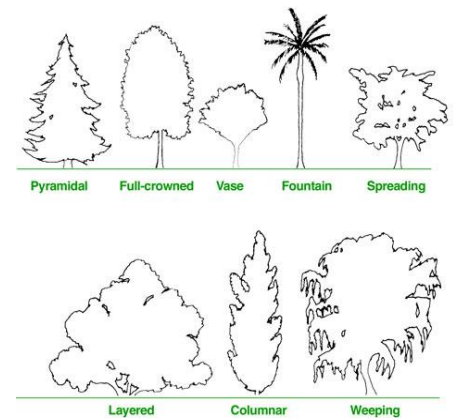 Pyramidal Full-crowned Vase Fountain Spreading
Layered Columnar Weeping